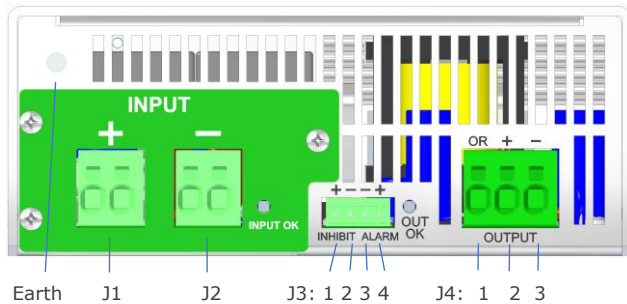 INPUT
+ −
OR + −
+ − − +
INPUT OK
OUT
OK
INHIBIT ALARM
OUTPUT
Earth J1 J2 J3: 1 2 3 4 J4: 1 2 3